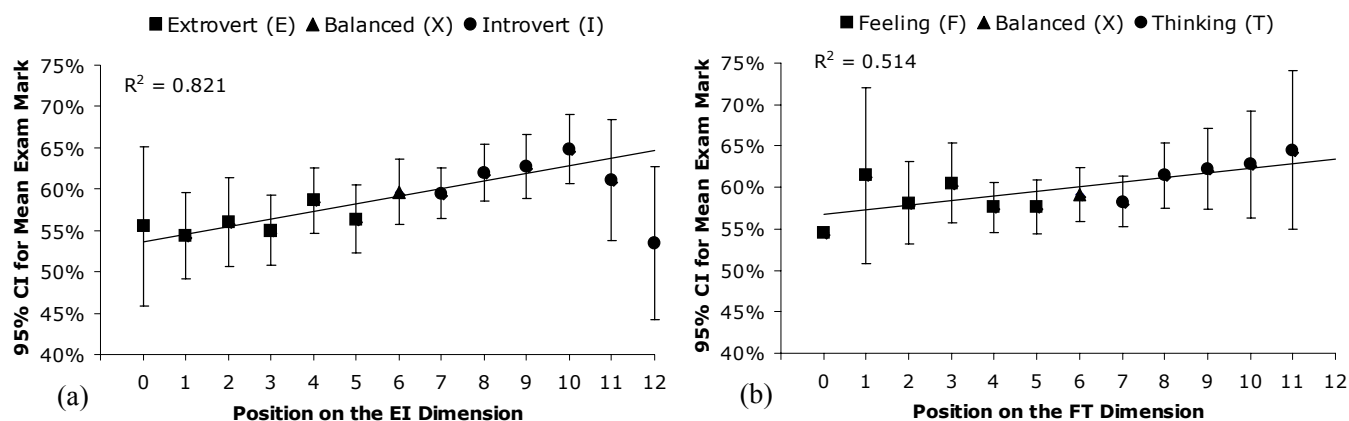 ■ Extrovert (E) ▲ Balanced (X) ● Introvert (I)
R² = 0.821
95% CI for Mean Exam Mark
75%
70%
65%
60%
55%
50%
45%
40%
0 1 2 3 4 5 6 7 8 9 10 11 12
(a)
Position on the EI Dimension
■ Feeling (F) ▲ Balanced (X) ● Thinking (T)
R² = 0.514
95% CI for Mean Exam Mark
75%
70%
65%
60%
55%
50%
45%
40%
0 1 2 3 4 5 6 7 8 9 10 11 12
(b)
Position on the FT Dimension